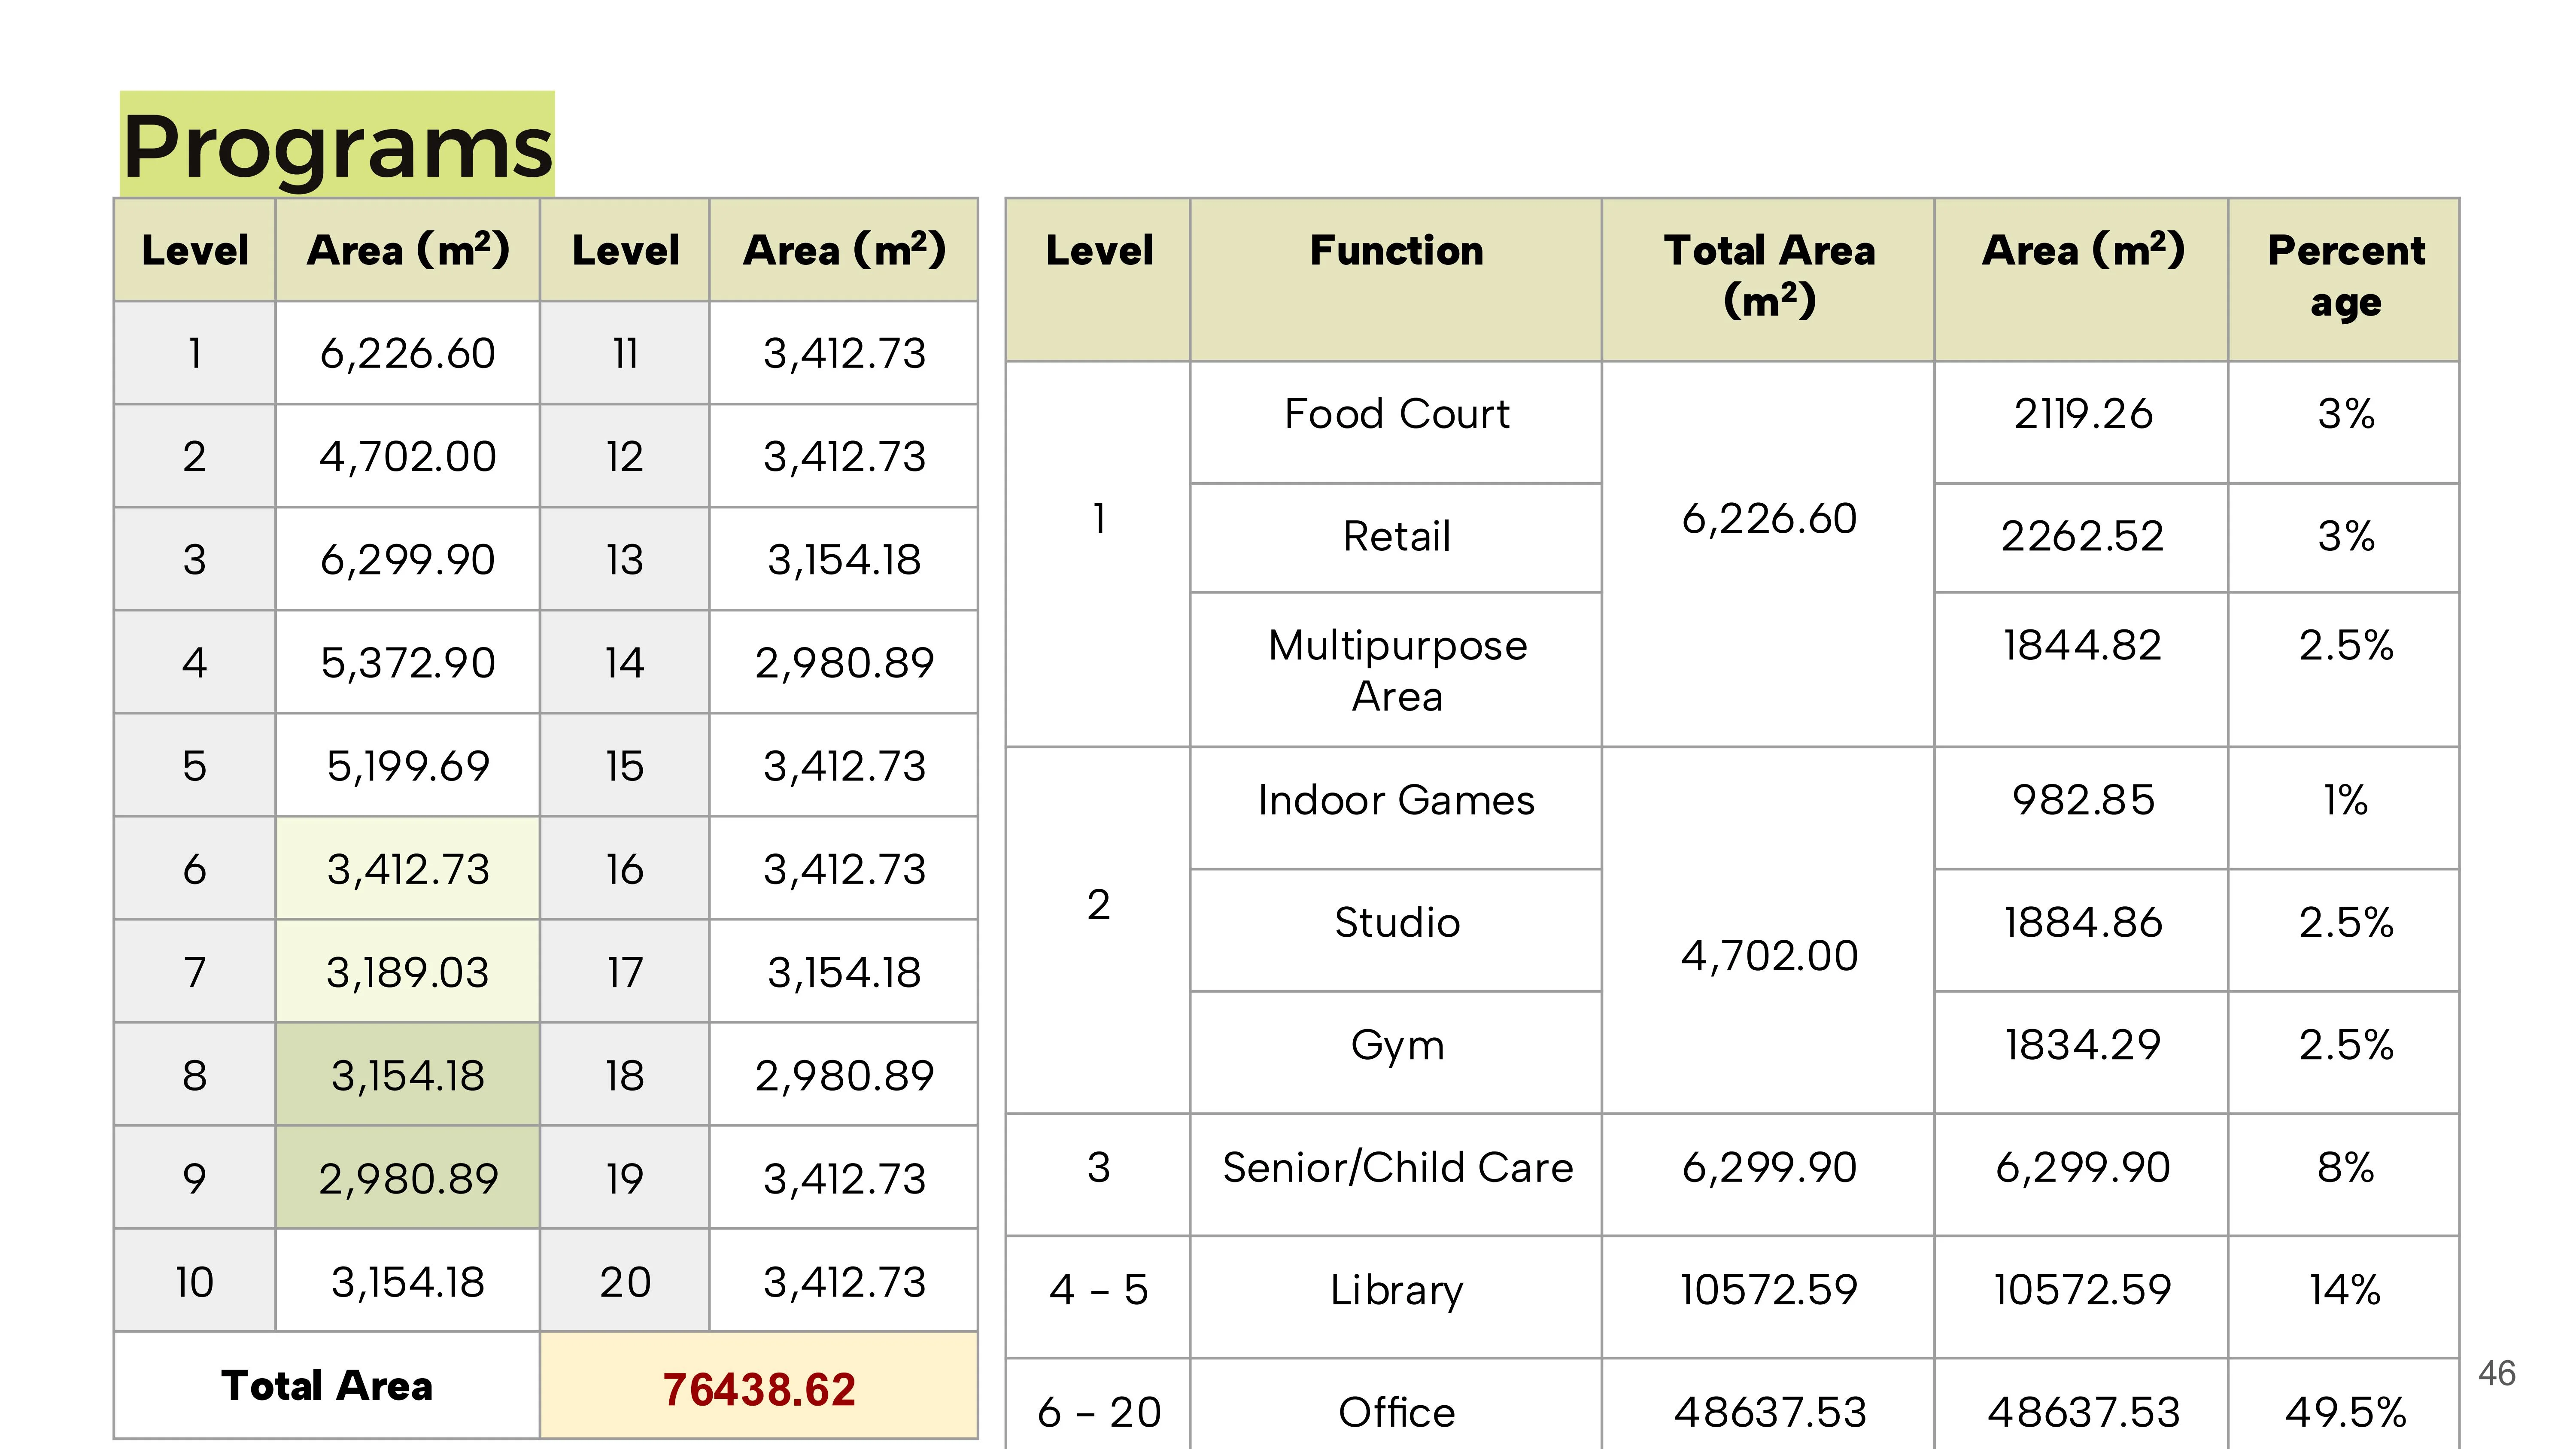 Programs
Level Area (m²) Level Area (m²)
1 6,226.60 11 3,412.73
2 4,702.00 12 3,412.73
3 6,299.90 13 3,154.18
4 5,372.90 14 2,980.89
5 5,199.69 15 3,412.73
6 3,412.73 16 3,412.73
7 3,189.03 17 3,154.18
8 3,154.18 18 2,980.89
9 2,980.89 19 3,412.73
10 3,154.18 20 3,412.73
Total Area 76438.62
Level Function Total Area Area (m²) Percent
(m²) age
Food Court 2119.26 3%
1 6,226.60
Retail 2262.52 3%
Multipurpose 1844.82 2.5%
Area
Indoor Games 982.85 1%
2
Studio 1884.86 2.5%
4,702.00
Gym 1834.29 2.5%
3 Senior/Child Care 6,299.90 6,299.90 8%
4 - 5 Library 10572.59 10572.59 14%
6 - 20 Office 48637.53 48637.53 49.5%
46